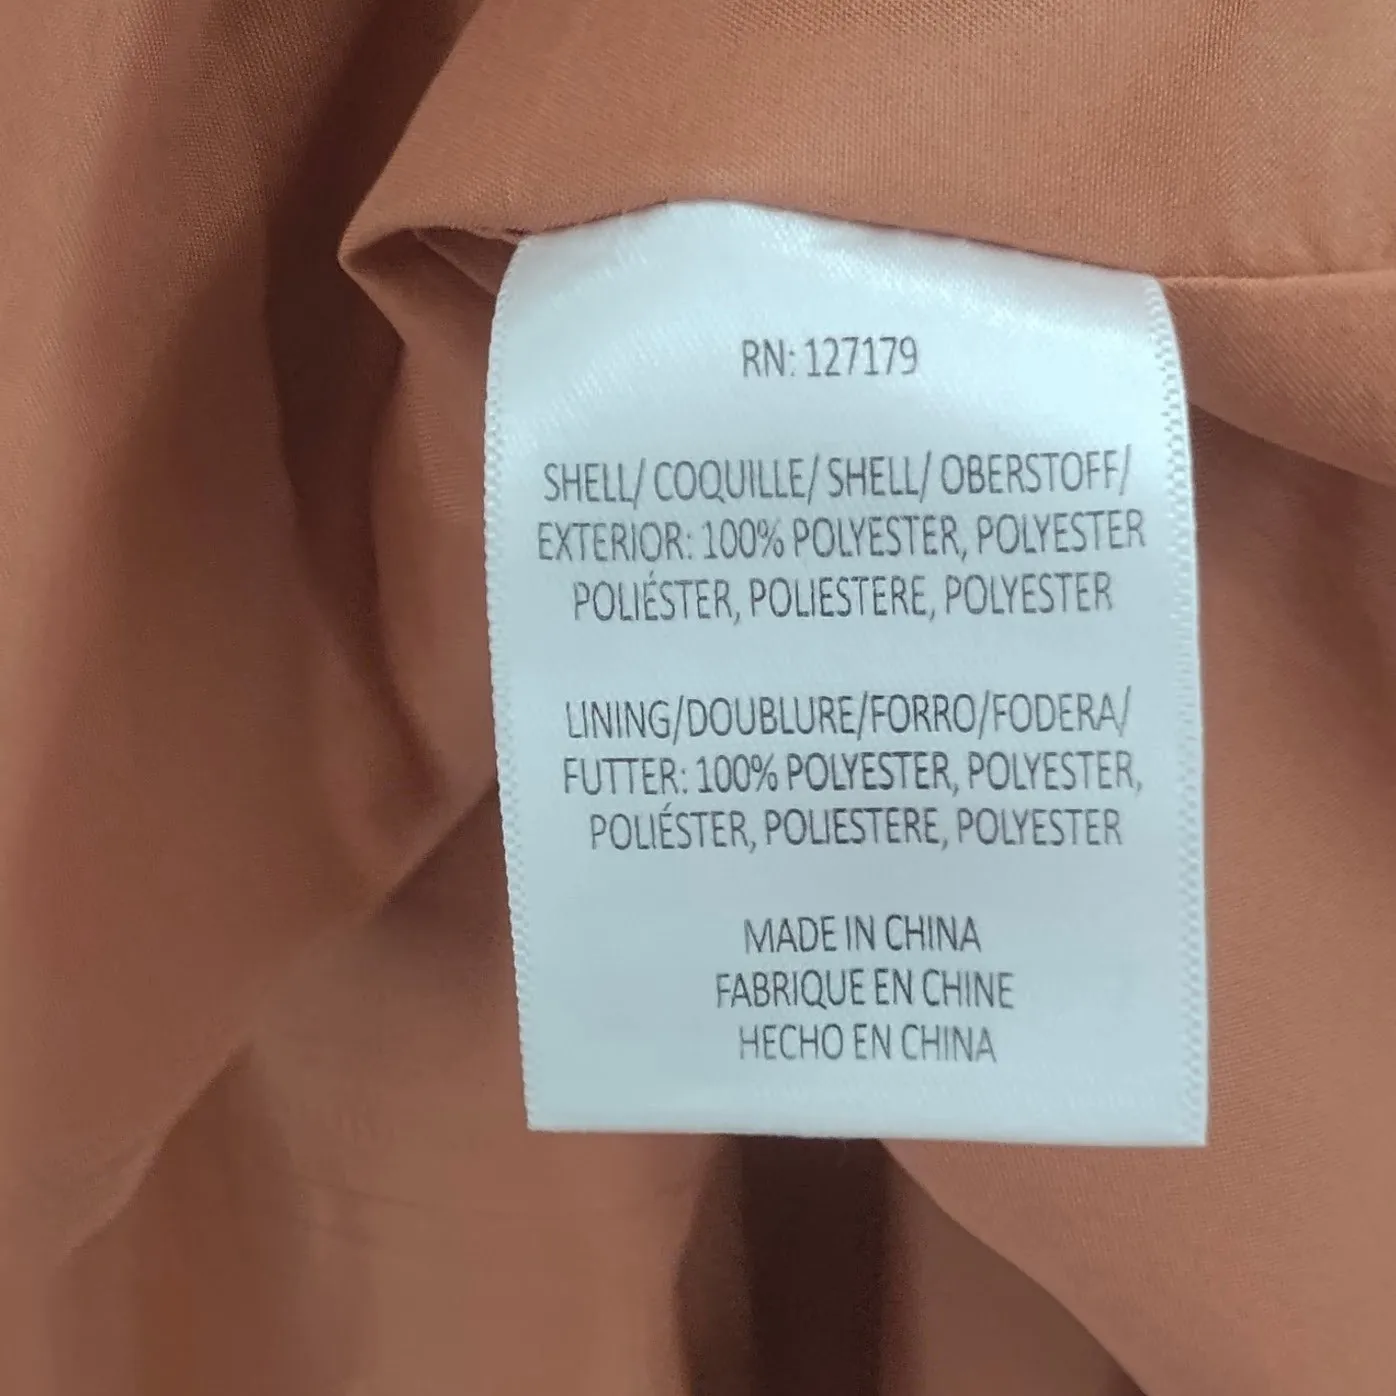 RN: 127179
SHELL/ COQUILLE/ SHELL/ OBERSTOFF/
EXTERIOR: 100% POLYESTER, POLYESTER
POLIÉSTER, POLIESTERE, POLYESTER
LINING/DOUBLURE/FORRO/FODERA/
FUTTER: 100% POLYESTER, POLYESTER,
POLIÉSTER, POLIESTERE, POLYESTER
MADE IN CHINA
FABRIQUE EN CHINE
HECHO EN CHINA